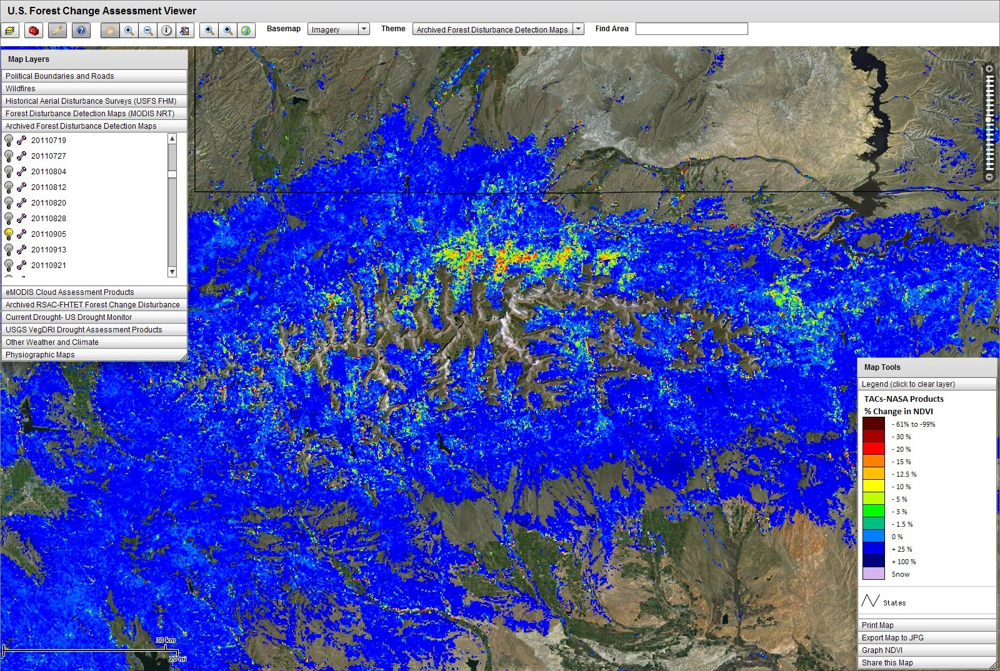 U.S. Forest Change Assessment Viewer
Basemap Imagery Theme Archived Forest Disturbance Detection Maps Find Area
Map Layers
Political Boundaries and Roads
Wildfires
Historical Aerial Disturbance Surveys (USFS FHM)
Forest Disturbance Detection Maps (MODIS NRT)
Archived Forest Disturbance Detection Maps
20110719
20110727
20110804
20110812
20110820
20110828
20110905
20110913
20110921
eMODIS Cloud Assessment Products
Archived RSAC-FHTET Forest Change Disturbance
Current Drought- US Drought Monitor
USGS VegDRI Drought Assessment Products
Other Weather and Climate
Physiographic Maps
Map Tools
Legend (click to clear layer)
TACs-NASA Products
% Change in NDVI
- 61% to -99%
- 30 %
- 20 %
- 15 %
- 12.5 %
- 10 %
- 5 %
- 3 %
- 1.5 %
0 %
+ 25 %
+ 100 %
Snow
States
Print Map
Export Map to JPG
Graph NDVI
Share this Map
30 km
20 mi